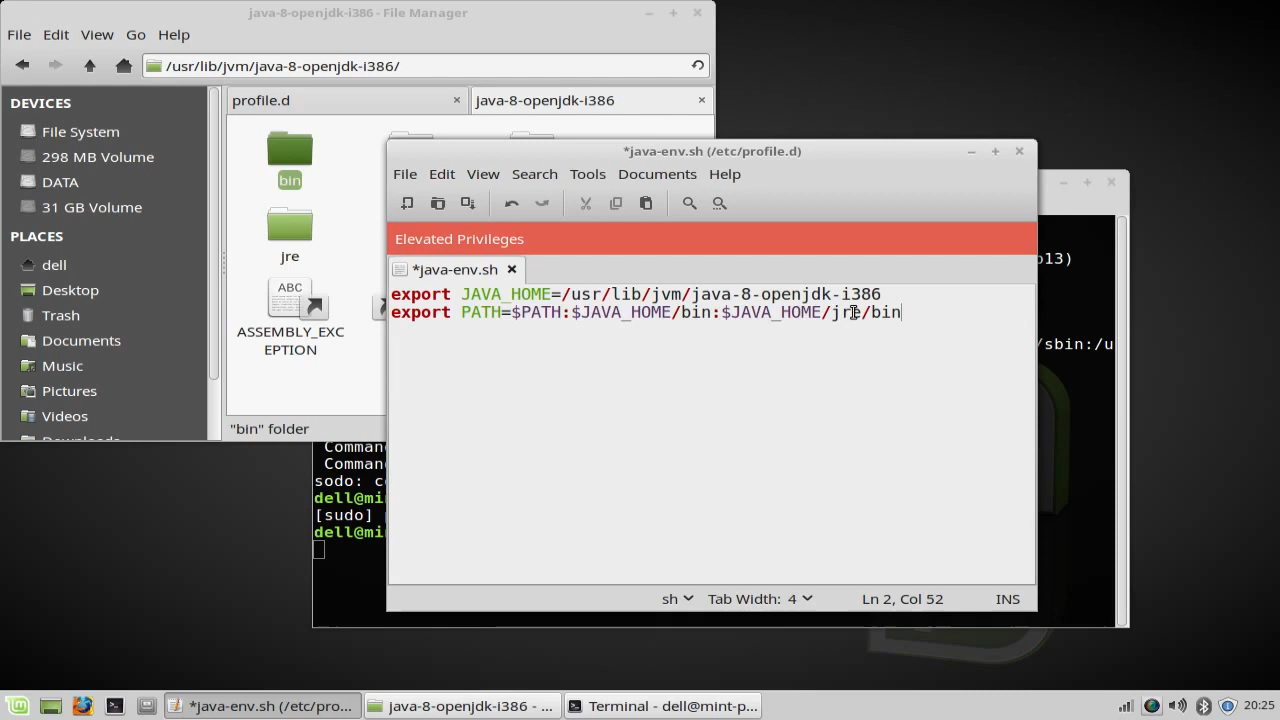 java-8-openjdk-i386 - File Manager
File Edit View Go Help
/usr/lib/jvm/java-8-openjdk-i386/
DEVICES
File System
298 MB Volume
DATA
31 GB Volume
PLACES
dell
Desktop
Trash
Documents
Music
Pictures
Videos
Downloads
profile.d
java-8-openjdk-i386
bin
jre
ABC
ASSEMBLY_EXC
EPTION
"bin" folder
*java-env.sh (/etc/profile.d)
File Edit View Search Tools Documents Help
Elevated Privileges
*java-env.sh
export JAVA_HOME=/usr/lib/jvm/java-8-openjdk-i386
export PATH=$PATH:$JAVA_HOME/bin:$JAVA_HOME/jre/bin
sh Tab Width: 4 Ln 2, Col 52 INS
/sbin:/u
Comman
Comman
sodo: c
dell@mi
[sudo]
dell@mi
*java-env.sh (/etc/pro...
java-8-openjdk-i386 - ...
Terminal - dell@mint-p...
20:25